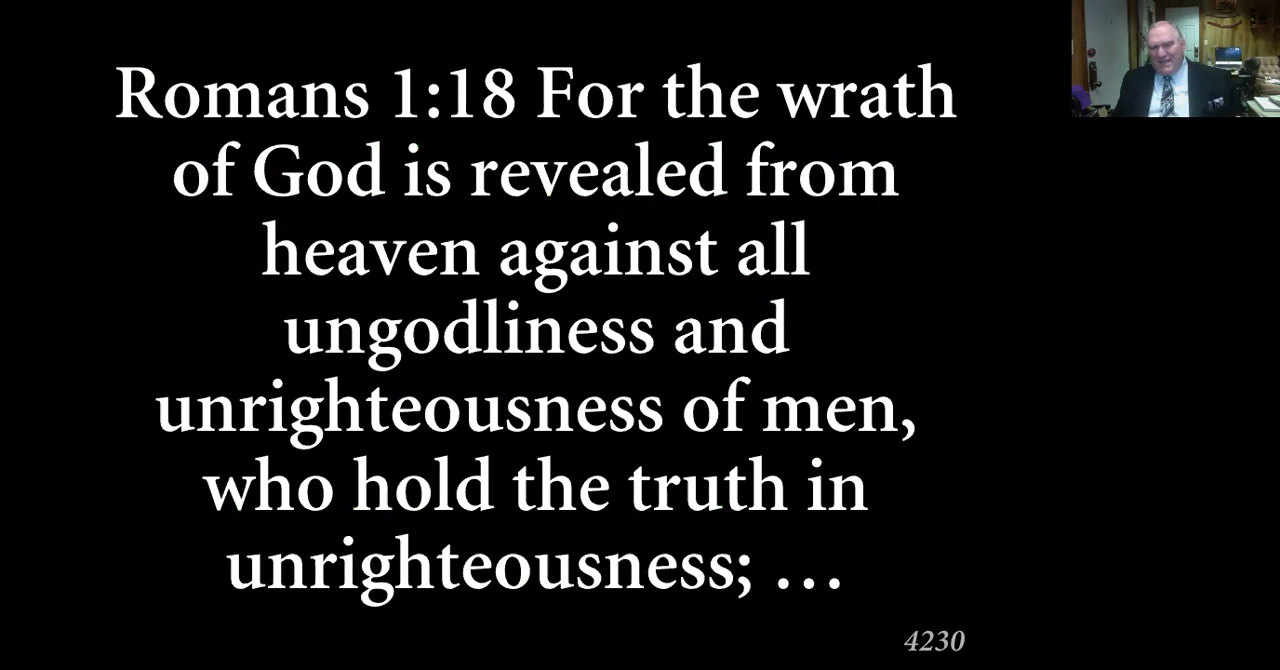 Romans 1:18 For the wrath
of God is revealed from
heaven against all
ungodliness and
unrighteousness of men,
who hold the truth in
unrighteousness; …
4230